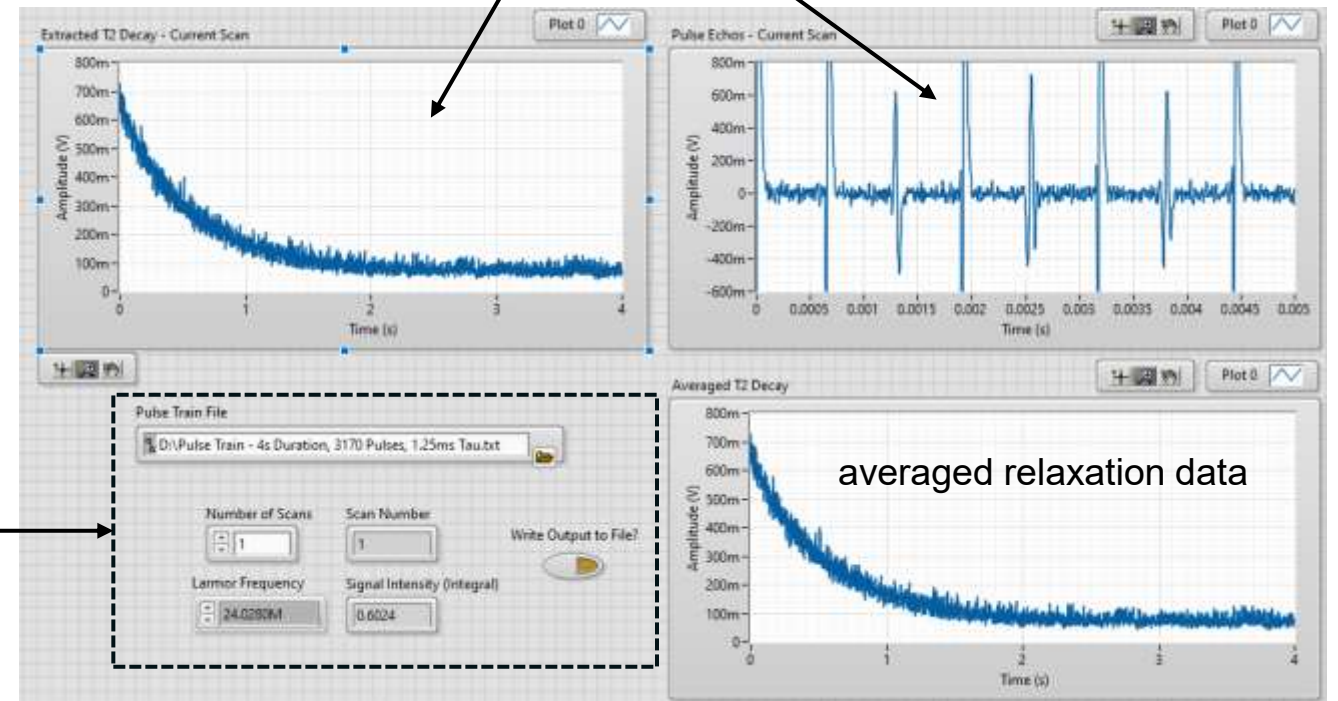 Extracted T2 Decay - Current Scan
Plot 0
800m
700m
600m
500m
400m
300m
200m
100m
0
Amplitude (V)
0 1 2 3 4
Time (s)
Pulse Echos - Current Scan
Plot 0
800m
600m
400m
200m
0
-200m
-400m
-600m
Amplitude (V)
0 0.0005 0.001 0.0015 0.002 0.0025 0.003 0.0035 0.004 0.0045 0.005
Time (s)
Pulse Train File
D:\Pulse Train - 4s Duration, 3170 Pulses, 1.25ms Tau.txt
Number of Scans
1
Scan Number
1
Write Output to File?
Larmor Frequency
24.0280M
Signal Intensity (Integral)
0.6024
Averaged T2 Decay
Plot 0
800m
700m
600m
500m
400m
300m
200m
100m
0
Amplitude (V)
averaged relaxation data
0 1 2 3 4
Time (s)